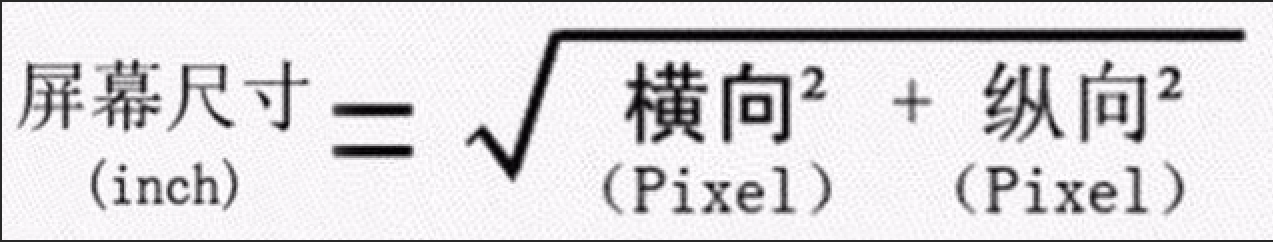 屏幕尺寸 = √横向² + 纵向²
(inch) (Pixel) (Pixel)